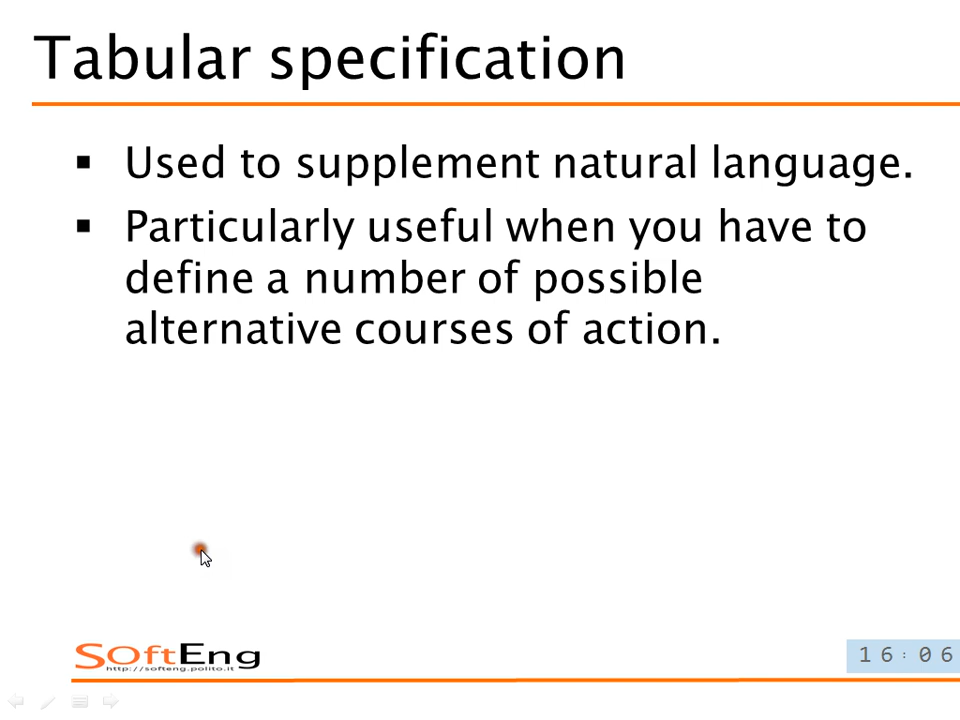 Tabular specification
▪ Used to supplement natural language.
▪ Particularly useful when you have to
define a number of possible
alternative courses of action.
SOftEng
http://softeng.polito.it
16:06